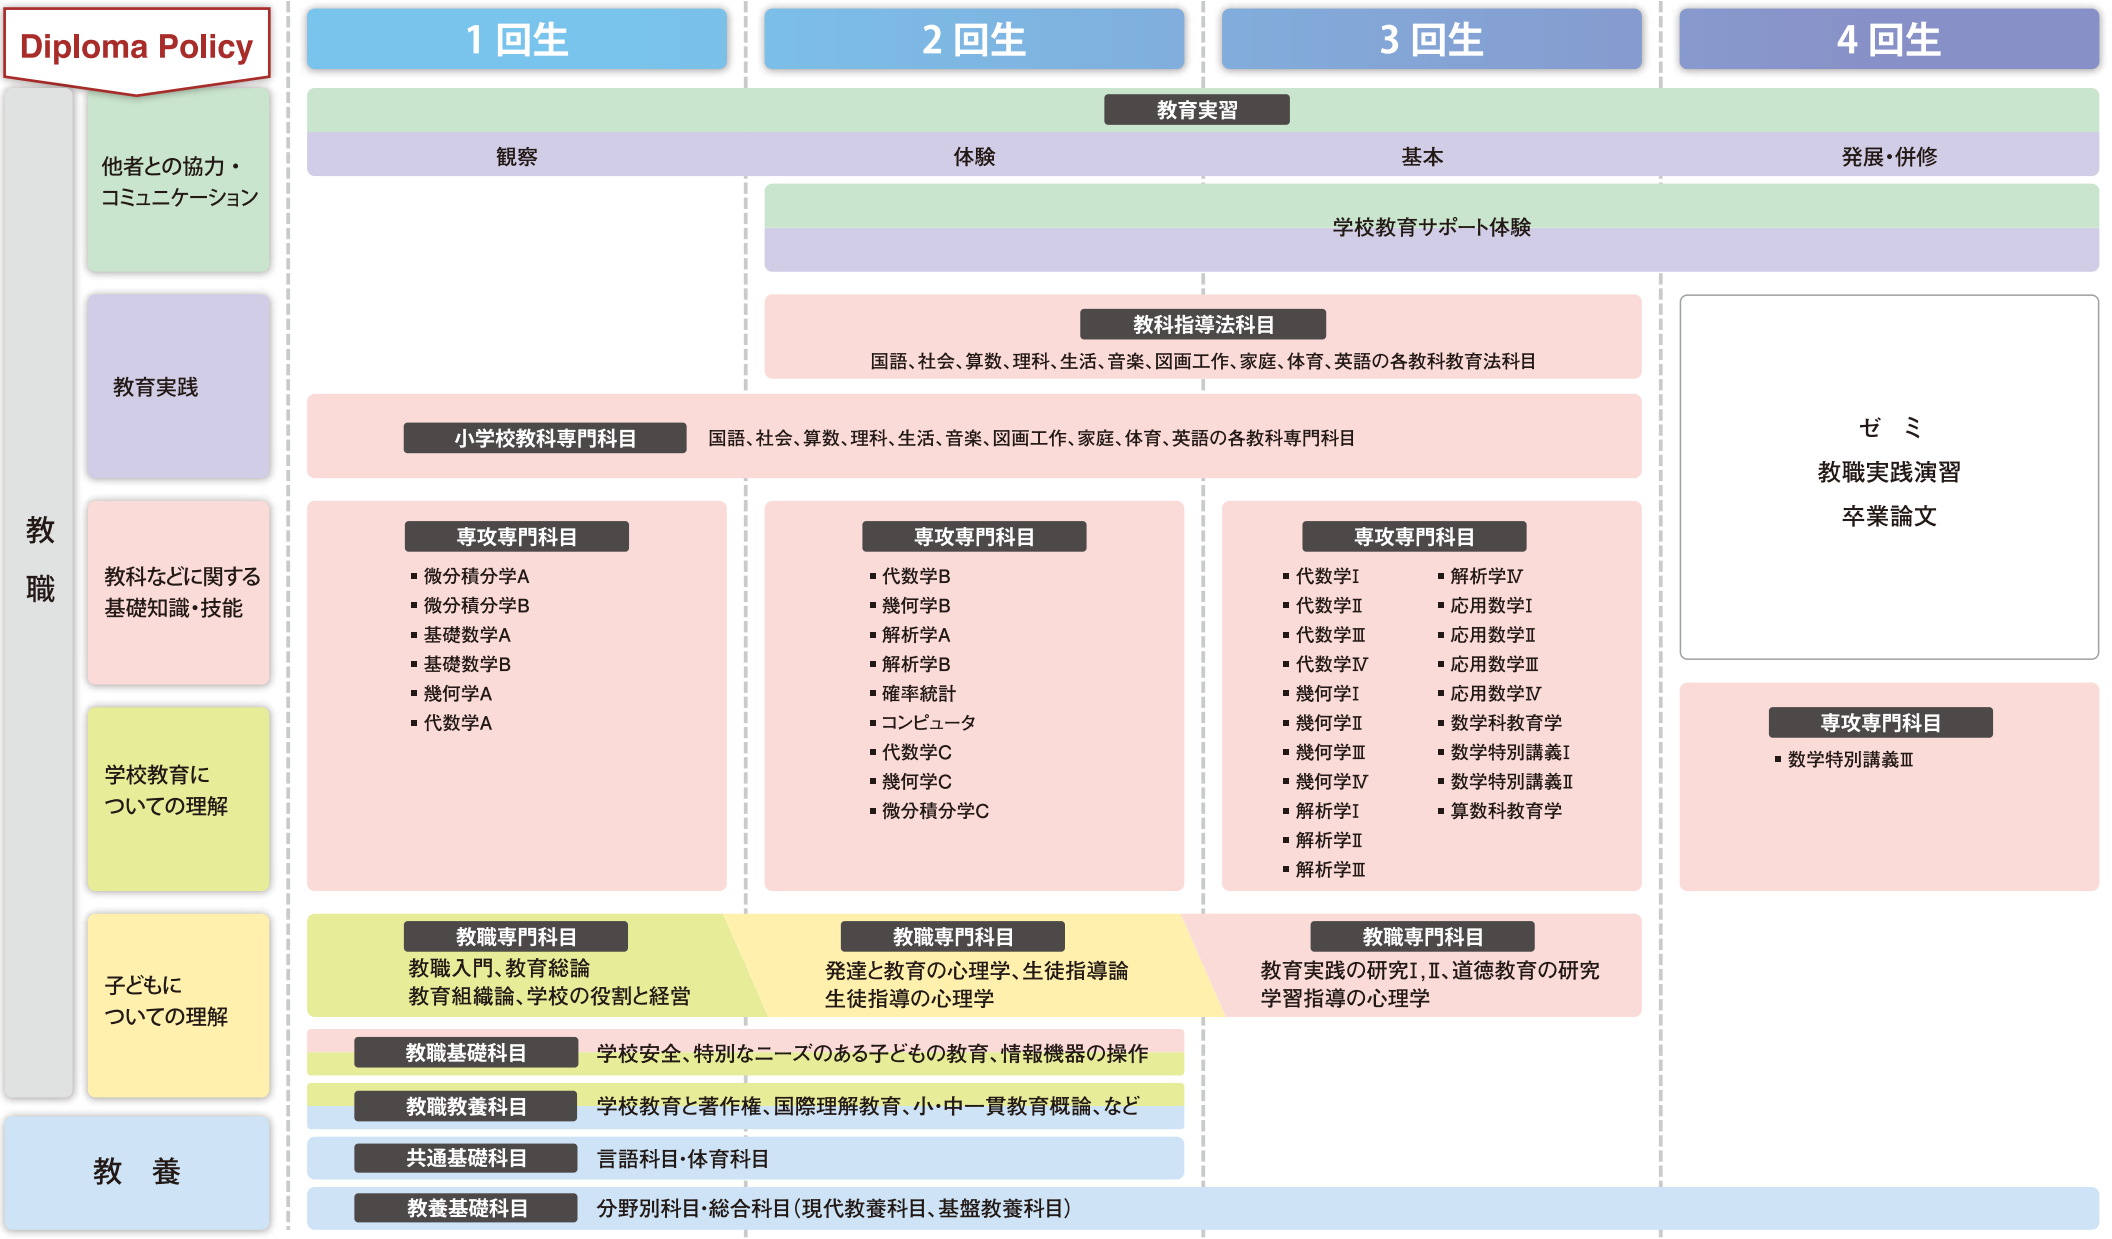 Diploma Policy
1 回生
2 回生
3 回生
4 回生
教
職
他者との協力・
コミュニケーション
教育実習
観察
体験
基本
発展・併修
学校教育サポート体験
教育実践
教科指導法科目
国語、社会、算数、理科、生活、音楽、図画工作、家庭、体育、英語の各教科教育法科目
小学校教科専門科目
国語、社会、算数、理科、生活、音楽、図画工作、家庭、体育、英語の各教科専門科目
ゼ ミ
教職実践演習
卒業論文
教科などに関する
基礎知識・技能
専攻専門科目
▪ 微分積分学A
▪ 微分積分学B
▪ 基礎数学A
▪ 基礎数学B
▪ 幾何学A
▪ 代数学A
専攻専門科目
▪ 代数学B
▪ 幾何学B
▪ 解析学A
▪ 解析学B
▪ 確率統計
▪ コンピュータ
▪ 代数学C
▪ 幾何学C
▪ 微分積分学C
専攻専門科目
▪ 代数学Ⅰ
▪ 代数学Ⅱ
▪ 代数学Ⅲ
▪ 代数学Ⅳ
▪ 幾何学Ⅰ
▪ 幾何学Ⅱ
▪ 幾何学Ⅲ
▪ 幾何学Ⅳ
▪ 解析学Ⅰ
▪ 解析学Ⅱ
▪ 解析学Ⅲ
▪ 解析学Ⅳ
▪ 応用数学Ⅰ
▪ 応用数学Ⅱ
▪ 応用数学Ⅲ
▪ 応用数学Ⅳ
▪ 数学科教育学
▪ 数学特別講義Ⅰ
▪ 数学特別講義Ⅱ
▪ 算数科教育学
専攻専門科目
▪ 数学特別講義Ⅲ
学校教育に
ついての理解
子どもに
ついての理解
教職専門科目
教職入門、教育総論
教育組織論、学校の役割と経営
教職専門科目
発達と教育の心理学、生徒指導論
生徒指導の心理学
教職専門科目
教育実践の研究Ⅰ,Ⅱ、道徳教育の研究
学習指導の心理学
教職基礎科目
学校安全、特別なニーズのある子どもの教育、情報機器の操作
教職教養科目
学校教育と著作権、国際理解教育、小・中一貫教育概論、など
教 養
共通基礎科目
言語科目・体育科目
教養基礎科目
分野別科目・総合科目(現代教養科目、基盤教養科目)